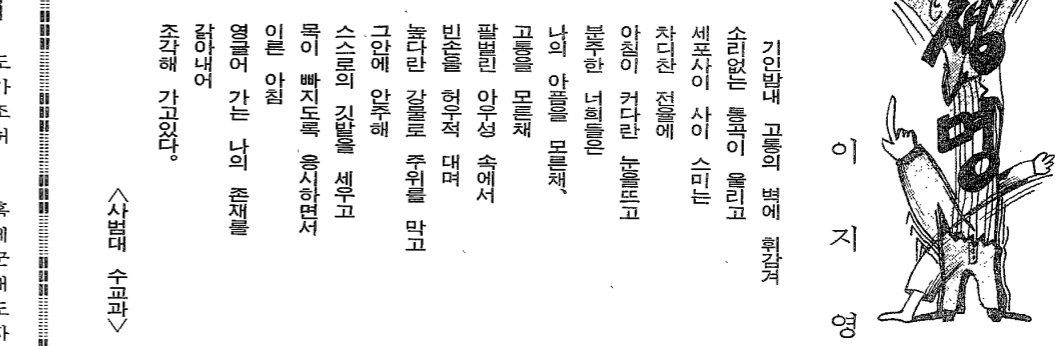 생명
이지영
기인밤내 고통의 벽에 휘감겨
소리없는 통곡이 울리고
세포사이 사이 스미는
차디찬 전율에
아침이 커다란 눈을뜨고
분주한 너희들은
나의 아픔을 모른채,
고통을 모른채
팔벌린 아우성 속에서
빈손을 허우적 대며
높다란 강물로 주위를 막고
그안에 안주해
스스로의 깃발을 세우고
목이 빠지도록 응시하면서
이른 아침
영글어 가는 나의 존재를
갉아내어
조각해 가고있다。
<사범대 수교과>